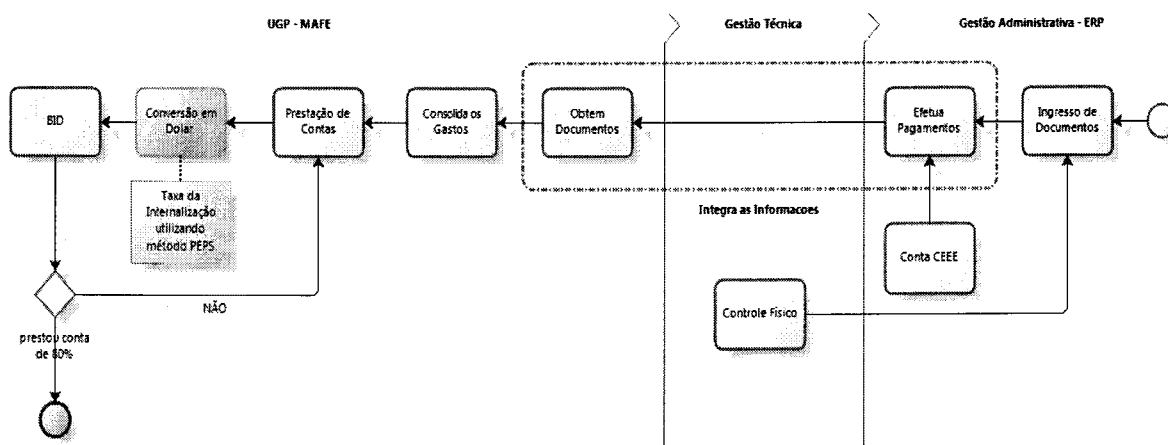 UGP - MAFE
Gestão Técnica
Gestão Administrativa - ERP
BID
Conversão em
Dolar
Prestação de
Contas
Consolida os
Gastos
Obtem
Documentos
Efetua
Pagamentos
Ingresso de
Documentos
Taxa da
Internalização
utilizando
método PEPS
Integra as Informacoes
Conta CEEE
Controle Físico
NÃO
prestou conta
de 80%